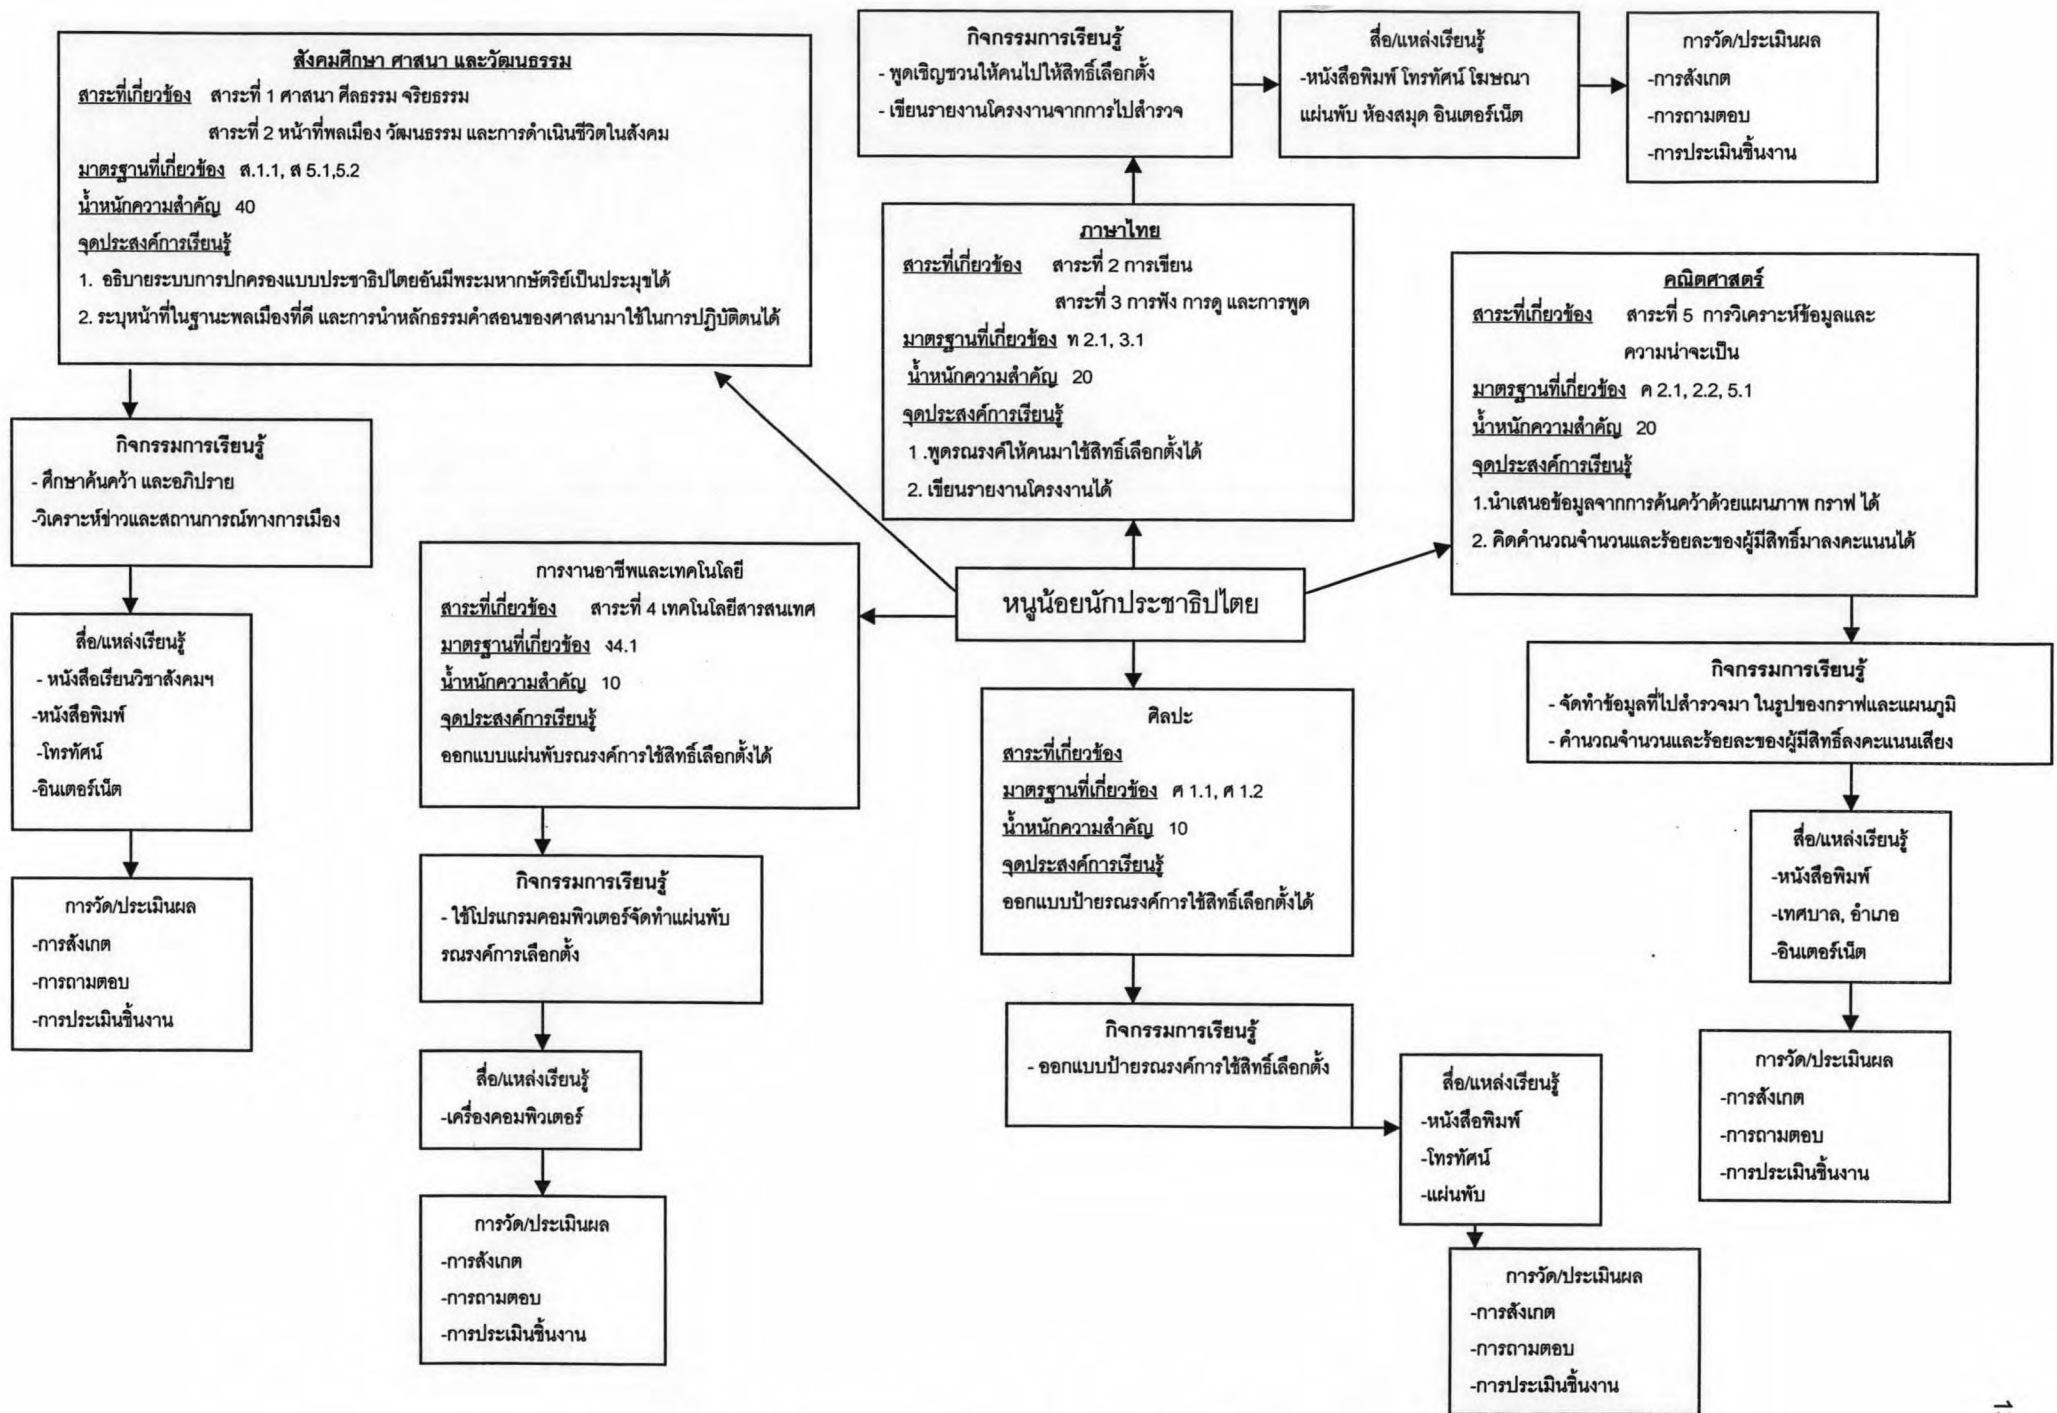 สังคมศึกษา ศาสนา และวัฒนธรรม
สาระที่เกี่ยวข้อง สาระที่ 1 ศาสนา ศีลธรรม จริยธรรม
สาระที่ 2 หน้าที่พลเมือง วัฒนธรรม และการดำเนินชีวิตในสังคม
มาตรฐานที่เกี่ยวข้อง ส.1.1, ส 5.1,5.2
น้ำหนักความสำคัญ 40
จุดประสงค์การเรียนรู้
1. อธิบายระบบการปกครองแบบประชาธิปไตยอันมีพระมหากษัตริย์เป็นประมุขได้
2. ระบุหน้าที่ในฐานะพลเมืองที่ดี และการนำหลักธรรมคำสอนของศาสนามาใช้ในการปฏิบัติตนได้
กิจกรรมการเรียนรู้
- ศึกษาค้นคว้า และอภิปราย
-วิเคราะห์ข่าวและสถานการณ์ทางการเมือง
สื่อ/แหล่งเรียนรู้
- หนังสือเรียนวิชาสังคมฯ
-หนังสือพิมพ์
-โทรทัศน์
-อินเตอร์เน็ต
การวัด/ประเมินผล
-การสังเกต
-การถามตอบ
-การประเมินชิ้นงาน
กิจกรรมการเรียนรู้
- พูดเชิญชวนให้คนไปให้สิทธิ์เลือกตั้ง
- เขียนรายงานโครงงานจากการไปสำรวจ
สื่อ/แหล่งเรียนรู้
-หนังสือพิมพ์ โทรทัศน์ โฆษณา
แผ่นพับ ห้องสมุด อินเตอร์เน็ต
การวัด/ประเมินผล
-การสังเกต
-การถามตอบ
-การประเมินชิ้นงาน
ภาษาไทย
สาระที่เกี่ยวข้อง สาระที่ 2 การเขียน
สาระที่ 3 การฟัง การดู และการพูด
มาตรฐานที่เกี่ยวข้อง ท 2.1, 3.1
น้ำหนักความสำคัญ 20
จุดประสงค์การเรียนรู้
1 .พูดรณรงค์ให้คนมาใช้สิทธิ์เลือกตั้งได้
2. เขียนรายงานโครงงานได้
หนูน้อยนักประชาธิปไตย
การงานอาชีพและเทคโนโลยี
สาระที่เกี่ยวข้อง สาระที่ 4 เทคโนโลยีสารสนเทศ
มาตรฐานที่เกี่ยวข้อง ง4.1
น้ำหนักความสำคัญ 10
จุดประสงค์การเรียนรู้
ออกแบบแผ่นพับรณรงค์การใช้สิทธิ์เลือกตั้งได้
กิจกรรมการเรียนรู้
- ใช้โปรแกรมคอมพิวเตอร์จัดทำแผ่นพับ
รณรงค์การเลือกตั้ง
สื่อ/แหล่งเรียนรู้
-เครื่องคอมพิวเตอร์
การวัด/ประเมินผล
-การสังเกต
-การถามตอบ
-การประเมินชิ้นงาน
ศิลปะ
สาระที่เกี่ยวข้อง
มาตรฐานที่เกี่ยวข้อง ศ 1.1, ศ 1.2
น้ำหนักความสำคัญ 10
จุดประสงค์การเรียนรู้
ออกแบบป้ายรณรงค์การใช้สิทธิ์เลือกตั้งได้
กิจกรรมการเรียนรู้
- ออกแบบป้ายรณรงค์การใช้สิทธิ์เลือกตั้ง
สื่อ/แหล่งเรียนรู้
-หนังสือพิมพ์
-โทรทัศน์
-แผ่นพับ
การวัด/ประเมินผล
-การสังเกต
-การถามตอบ
-การประเมินชิ้นงาน
คณิตศาสตร์
สาระที่เกี่ยวข้อง สาระที่ 5 การวิเคราะห์ข้อมูลและ
ความน่าจะเป็น
มาตรฐานที่เกี่ยวข้อง ค 2.1, 2.2, 5.1
น้ำหนักความสำคัญ 20
จุดประสงค์การเรียนรู้
1.นำเสนอข้อมูลจากการค้นคว้าด้วยแผนภาพ กราฟ ได้
2. คิดคำนวณจำนวนและร้อยละของผู้มีสิทธิ์มาลงคะแนนได้
กิจกรรมการเรียนรู้
- จัดทำข้อมูลที่ไปสำรวจมา ในรูปของกราฟและแผนภูมิ
- คำนวณจำนวนและร้อยละของผู้มีสิทธิ์ลงคะแนนเสียง
สื่อ/แหล่งเรียนรู้
-หนังสือพิมพ์
-เทศบาล, อำเภอ
-อินเตอร์เน็ต
การวัด/ประเมินผล
-การสังเกต
-การถามตอบ
-การประเมินชิ้นงาน